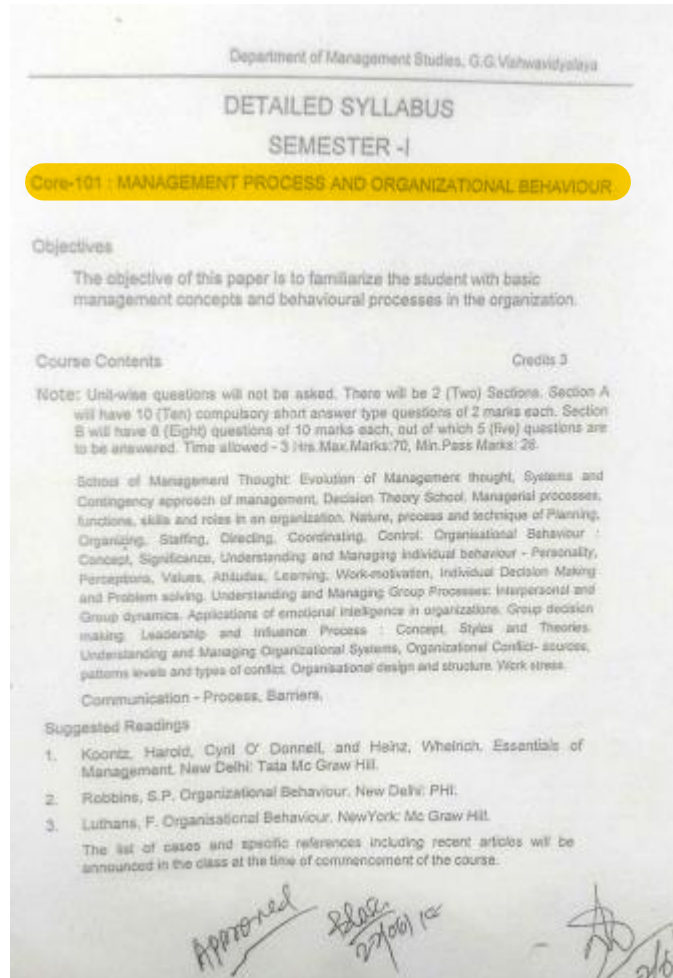 Department of Management Studies, G.G.Vishwavidyalaya
DETAILED SYLLABUS
SEMESTER -I
Core-101 : MANAGEMENT PROCESS AND ORGANIZATIONAL BEHAVIOUR
Objectives
The objective of this paper is to familiarize the student with basic
management concepts and behavioural processes in the organization.
Course Contents Credits 3
Note: Unit-wise questions will not be asked. There will be 2 (Two) Sections. Section A
will have 10 (Ten) compulsory short answer type questions of 2 marks each. Section
B will have 8 (Eight) questions of 10 marks each, out of which 5 (five) questions are
to be answered. Time allowed - 3 Hrs.Max.Marks:70, Min.Pass Marks: 28.
School of Management Thought: Evolution of Management thought, Systems and
Contingency approach of management, Decision Theory School, Managerial processes,
functions, skills and roles in an organization. Nature, process and technique of Planning,
Organizing, Staffing, Directing, Coordinating, Control. Organisational Behaviour :
Concept, Significance, Understanding and Managing individual behaviour - Personality,
Perceptions, Values, Attitudes, Learning, Work-motivation, Individual Decision Making
and Problem solving. Understanding and Managing Group Processes: Interpersonal and
Group dynamics. Applications of emotional intelligence in organizations. Group decision
making. Leadership and Influence Process : Concept, Styles and Theories.
Understanding and Managing Organizational Systems, Organizational Conflict- sources,
patterns levels and types of conflict. Organisational design and structure. Work stress.
Communication - Process, Barriers.
Suggested Readings
1. Koontz, Harold, Cyril O' Donnell, and Heinz, Whelrich. Essentials of
Management. New Delhi: Tata Mc Graw Hill.
2. Robbins, S.P. Organizational Behaviour. New Delhi: PHI.
3. Luthans, F. Organisational Behaviour. NewYork: Mc Graw Hill.
The list of cases and specific references including recent articles will be
announced in the class at the time of commencement of the course.
Approved